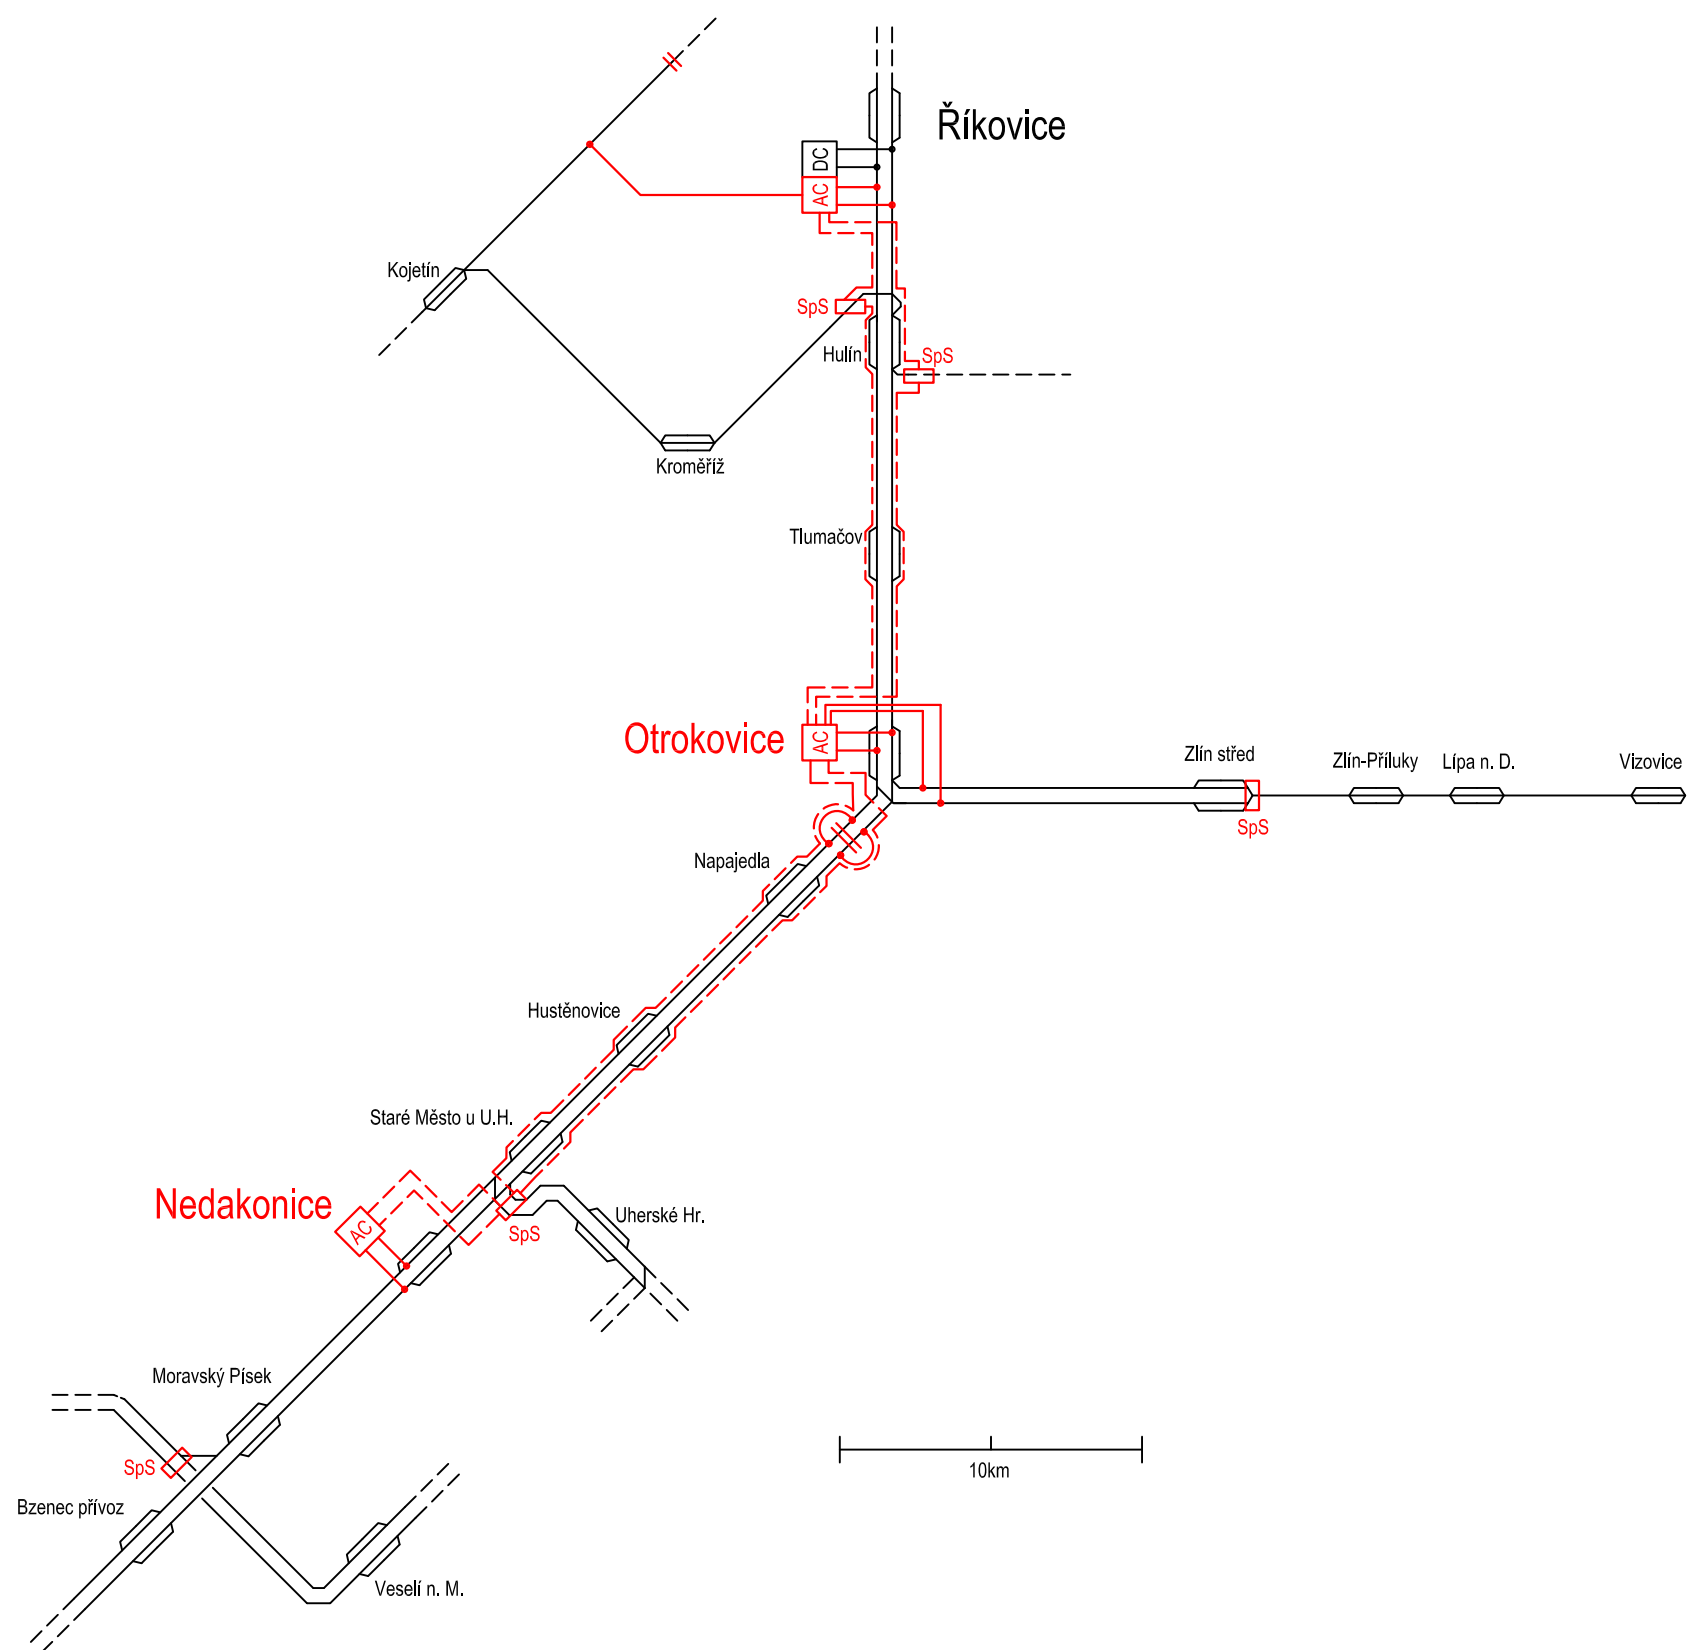 Říkovice
DC
AC
Kojetín
SpS
Hulín
SpS
Kroměříž
Tlumačov
Otrokovice
AC
Zlín střed
Zlín-Příluky
Lípa n. D.
Vizovice
SpS
Napajedla
Hustěnovice
Staré Město u U.H.
Nedakonice
AC
Uherské Hr.
SpS
Moravský Písek
SpS
10km
Bzenec přívoz
Veselí n. M.